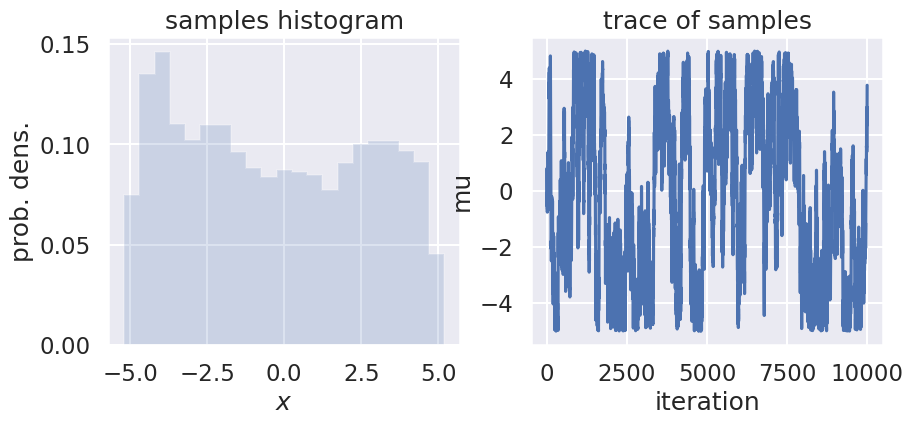 samples histogram
prob. dens.
0.15
0.10
0.05
0.00
−5.0 −2.5 0.0 2.5 5.0
x
trace of samples
mu
4
2
0
−2
−4
0 2500 5000 7500 10000
iteration